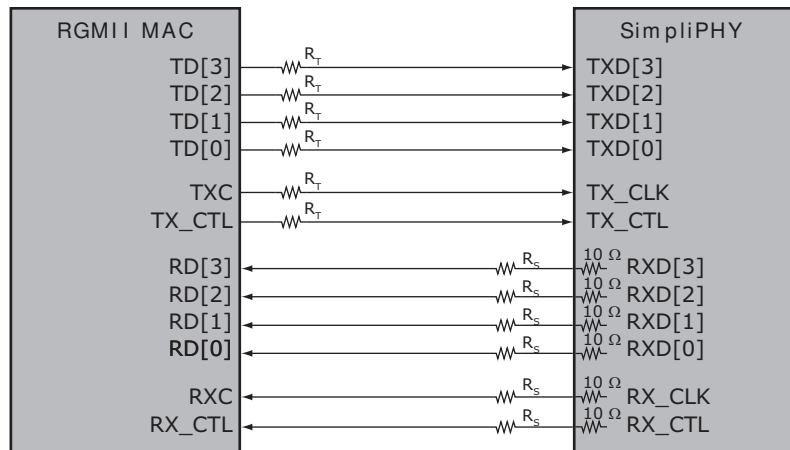 RGMII MAC SimpliPHY
TD[3] R_T TXD[3]
TD[2] R_T TXD[2]
TD[1] R_T TXD[1]
TD[0] R_T TXD[0]
TXC R_T TX_CLK
TX_CTL R_T TX_CTL
RD[3] R_S 10 Ω RXD[3]
RD[2] R_S 10 Ω RXD[2]
RD[1] R_S 10 Ω RXD[1]
RD[0] R_S 10 Ω RXD[0]
RXC R_S 10 Ω RX_CLK
RX_CTL R_S 10 Ω RX_CTL